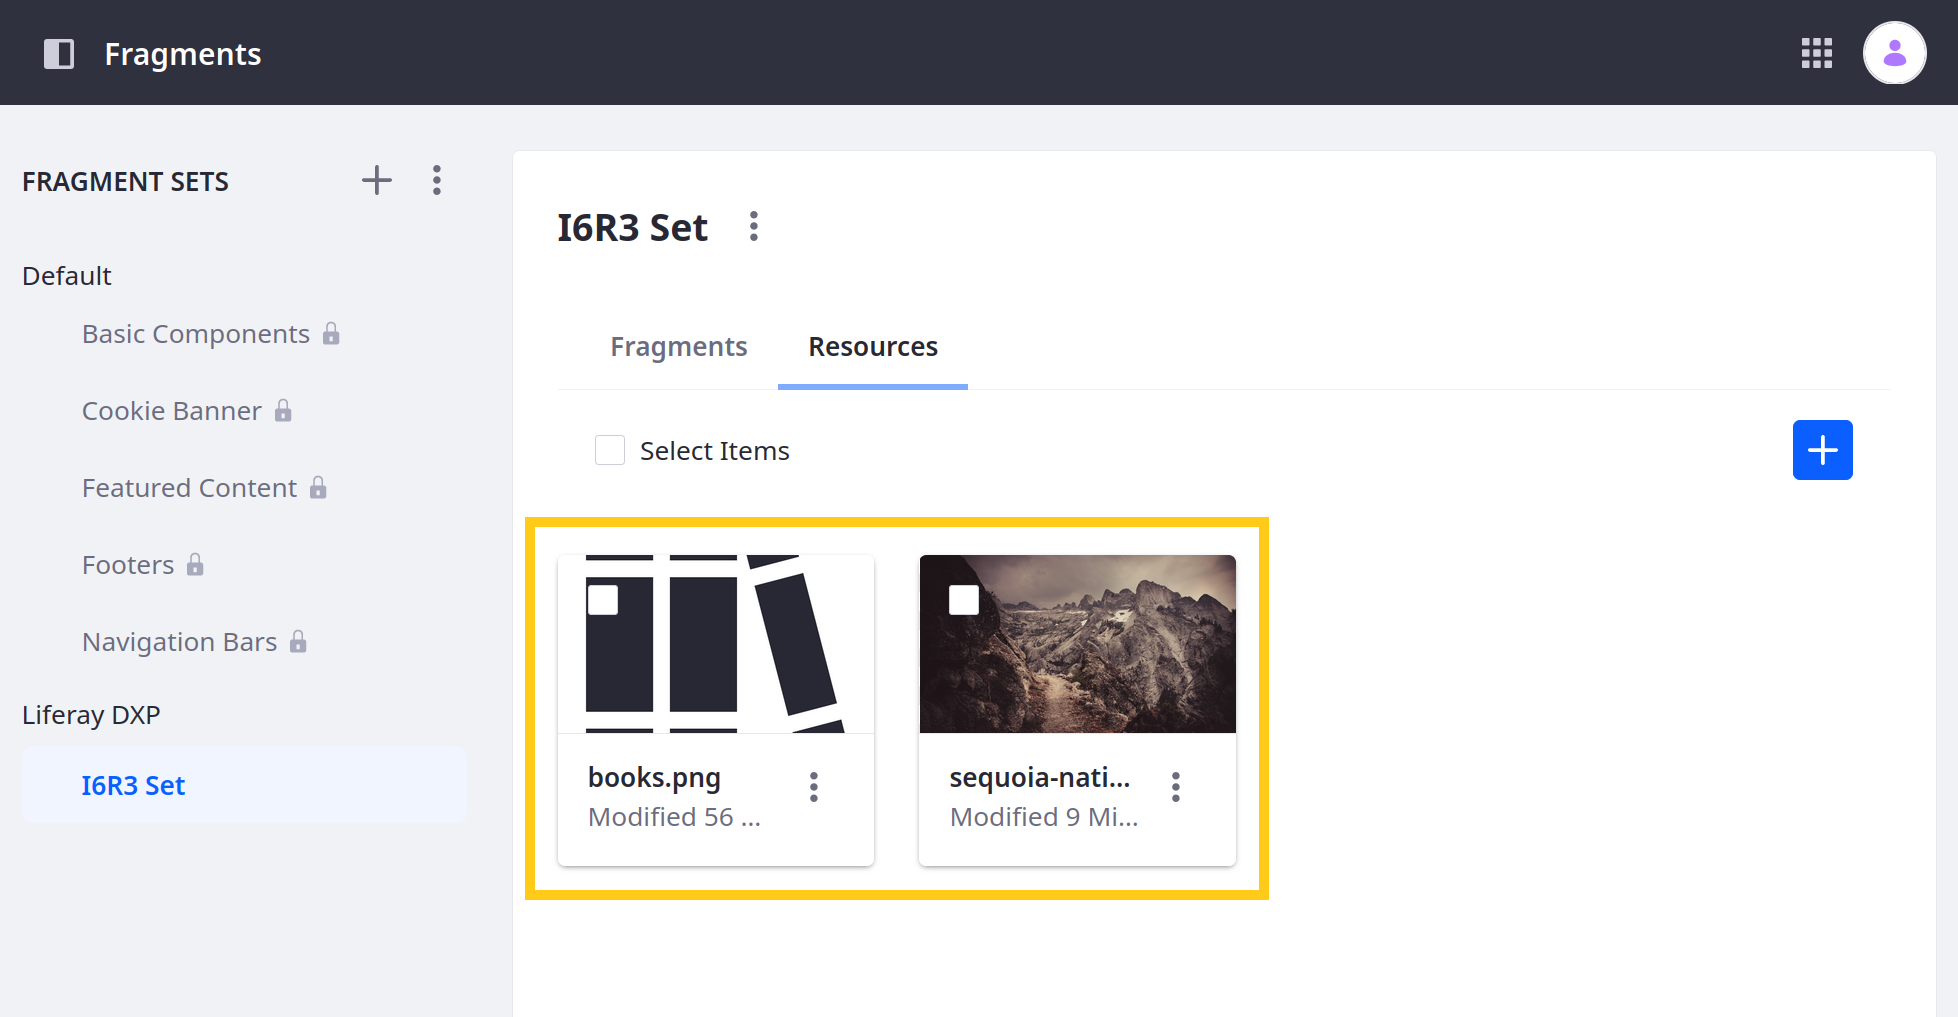 Fragments
FRAGMENT SETS
Default
Basic Components
Cookie Banner
Featured Content
Footers
Navigation Bars
Liferay DXP
I6R3 Set
I6R3 Set
Fragments Resources
Select Items
books.png
Modified 56 ...
sequoia-nati...
Modified 9 Mi...